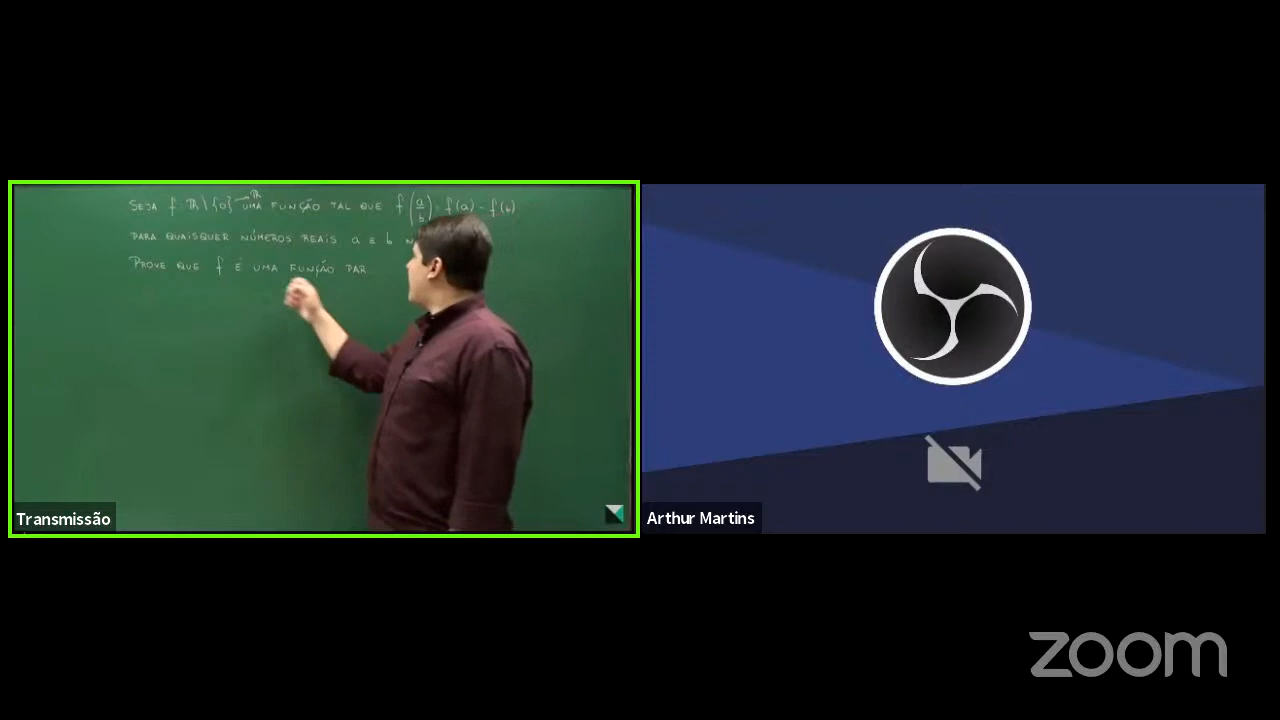 SEJA f: ℝ\{0} → ℝ UMA FUNÇÃO TAL QUE f(a/b) = f(a) - f(b)
PARA QUAISQUER NÚMEROS REAIS a E b
PROVE QUE f É UMA FUNÇÃO PAR
Transmissão
Arthur Martins
zoom